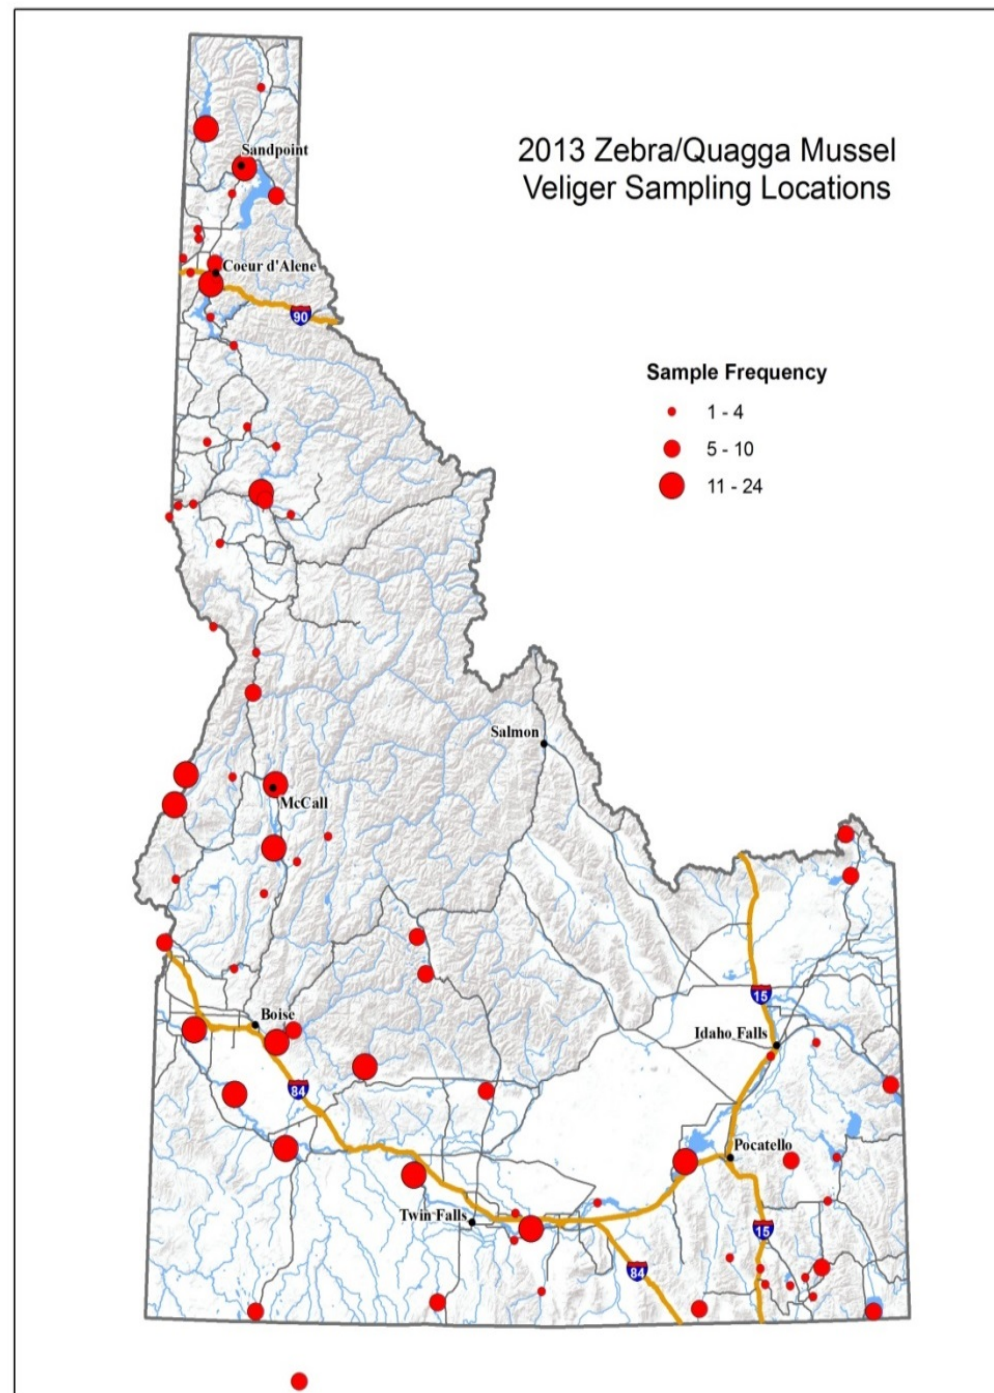 2013 Zebra/Quagga Mussel
Veliger Sampling Locations
Sandpoint
Coeur d'Alene
90
Sample Frequency
1 - 4
5 - 10
11 - 24
Salmon
McCall
15
Boise
Idaho Falls
84
Pocatello
Twin Falls
15
84